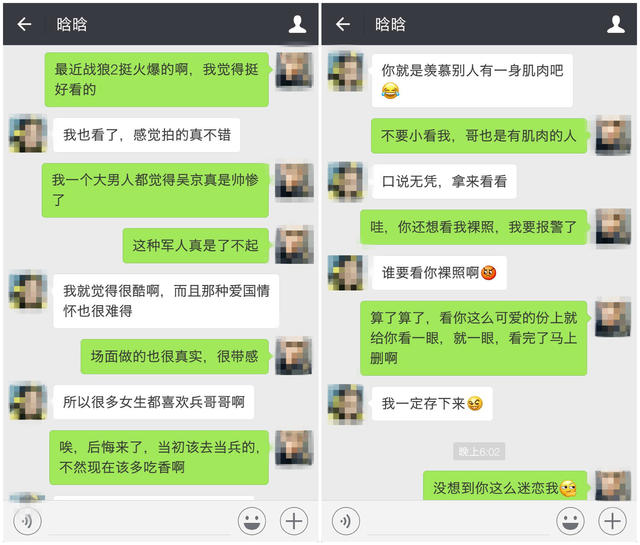 晗晗
最近战狼2挺火爆的啊，我觉得挺
好看的
我也看了，感觉拍的真不错
我一个大男人都觉得吴京真是帅惨
了
这种军人真是了不起
我就觉得很酷啊，而且那种爱国情
怀也很难得
场面做的也很真实，很带感
所以很多女生都喜欢兵哥哥啊
唉，后悔来了，当初该去当兵的，
不然现在该多吃香啊
晗晗
你就是羡慕别人有一身肌肉吧
😂
不要小看我，哥也是有肌肉的人
口说无凭，拿来看看
哇，你还想看我裸照，我要报警了
谁要看你裸照啊😡
算了算了，看你这么可爱的份上就
给你看一眼，就一眼，看完了马上
删啊
我一定存下来😝
晚上6:02
没想到你这么迷恋我